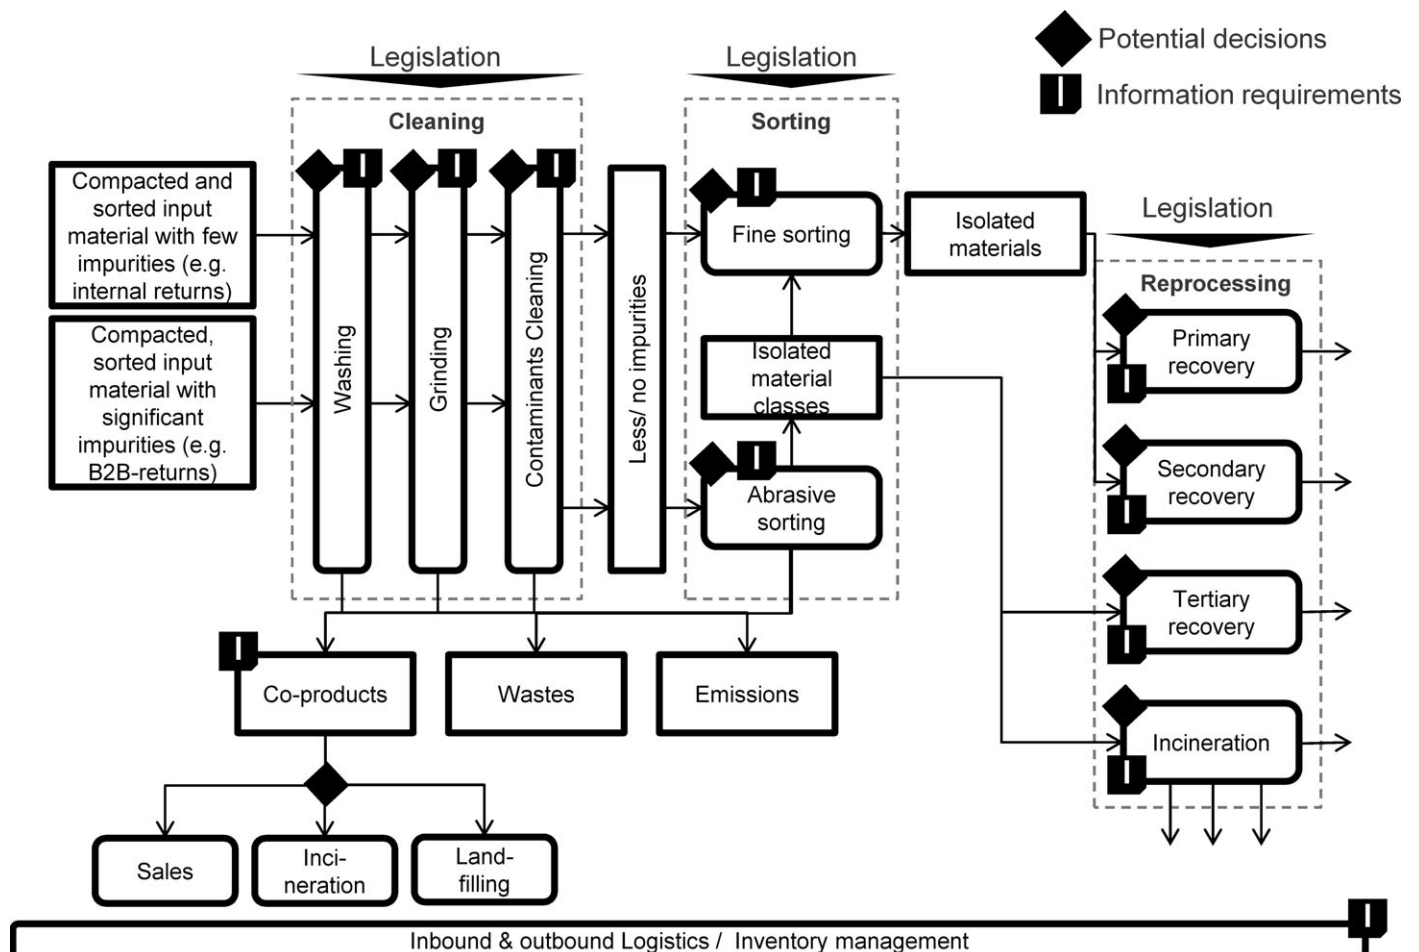 Potential decisions
Information requirements
Legislation
Legislation
Legislation
Cleaning
Sorting
Reprocessing
Compacted and
sorted input
material with few
impurities (e.g.
internal returns)
Compacted,
sorted input
material with
significant
impurities (e.g.
B2B-returns)
Washing
Grinding
Contaminants Cleaning
Less/ no impurities
Fine sorting
Isolated
material
classes
Abrasive
sorting
Isolated
materials
Primary
recovery
Secondary
recovery
Tertiary
recovery
Incineration
Co-products
Wastes
Emissions
Sales
Inci-
neration
Land-
filling
Inbound & outbound Logistics / Inventory management